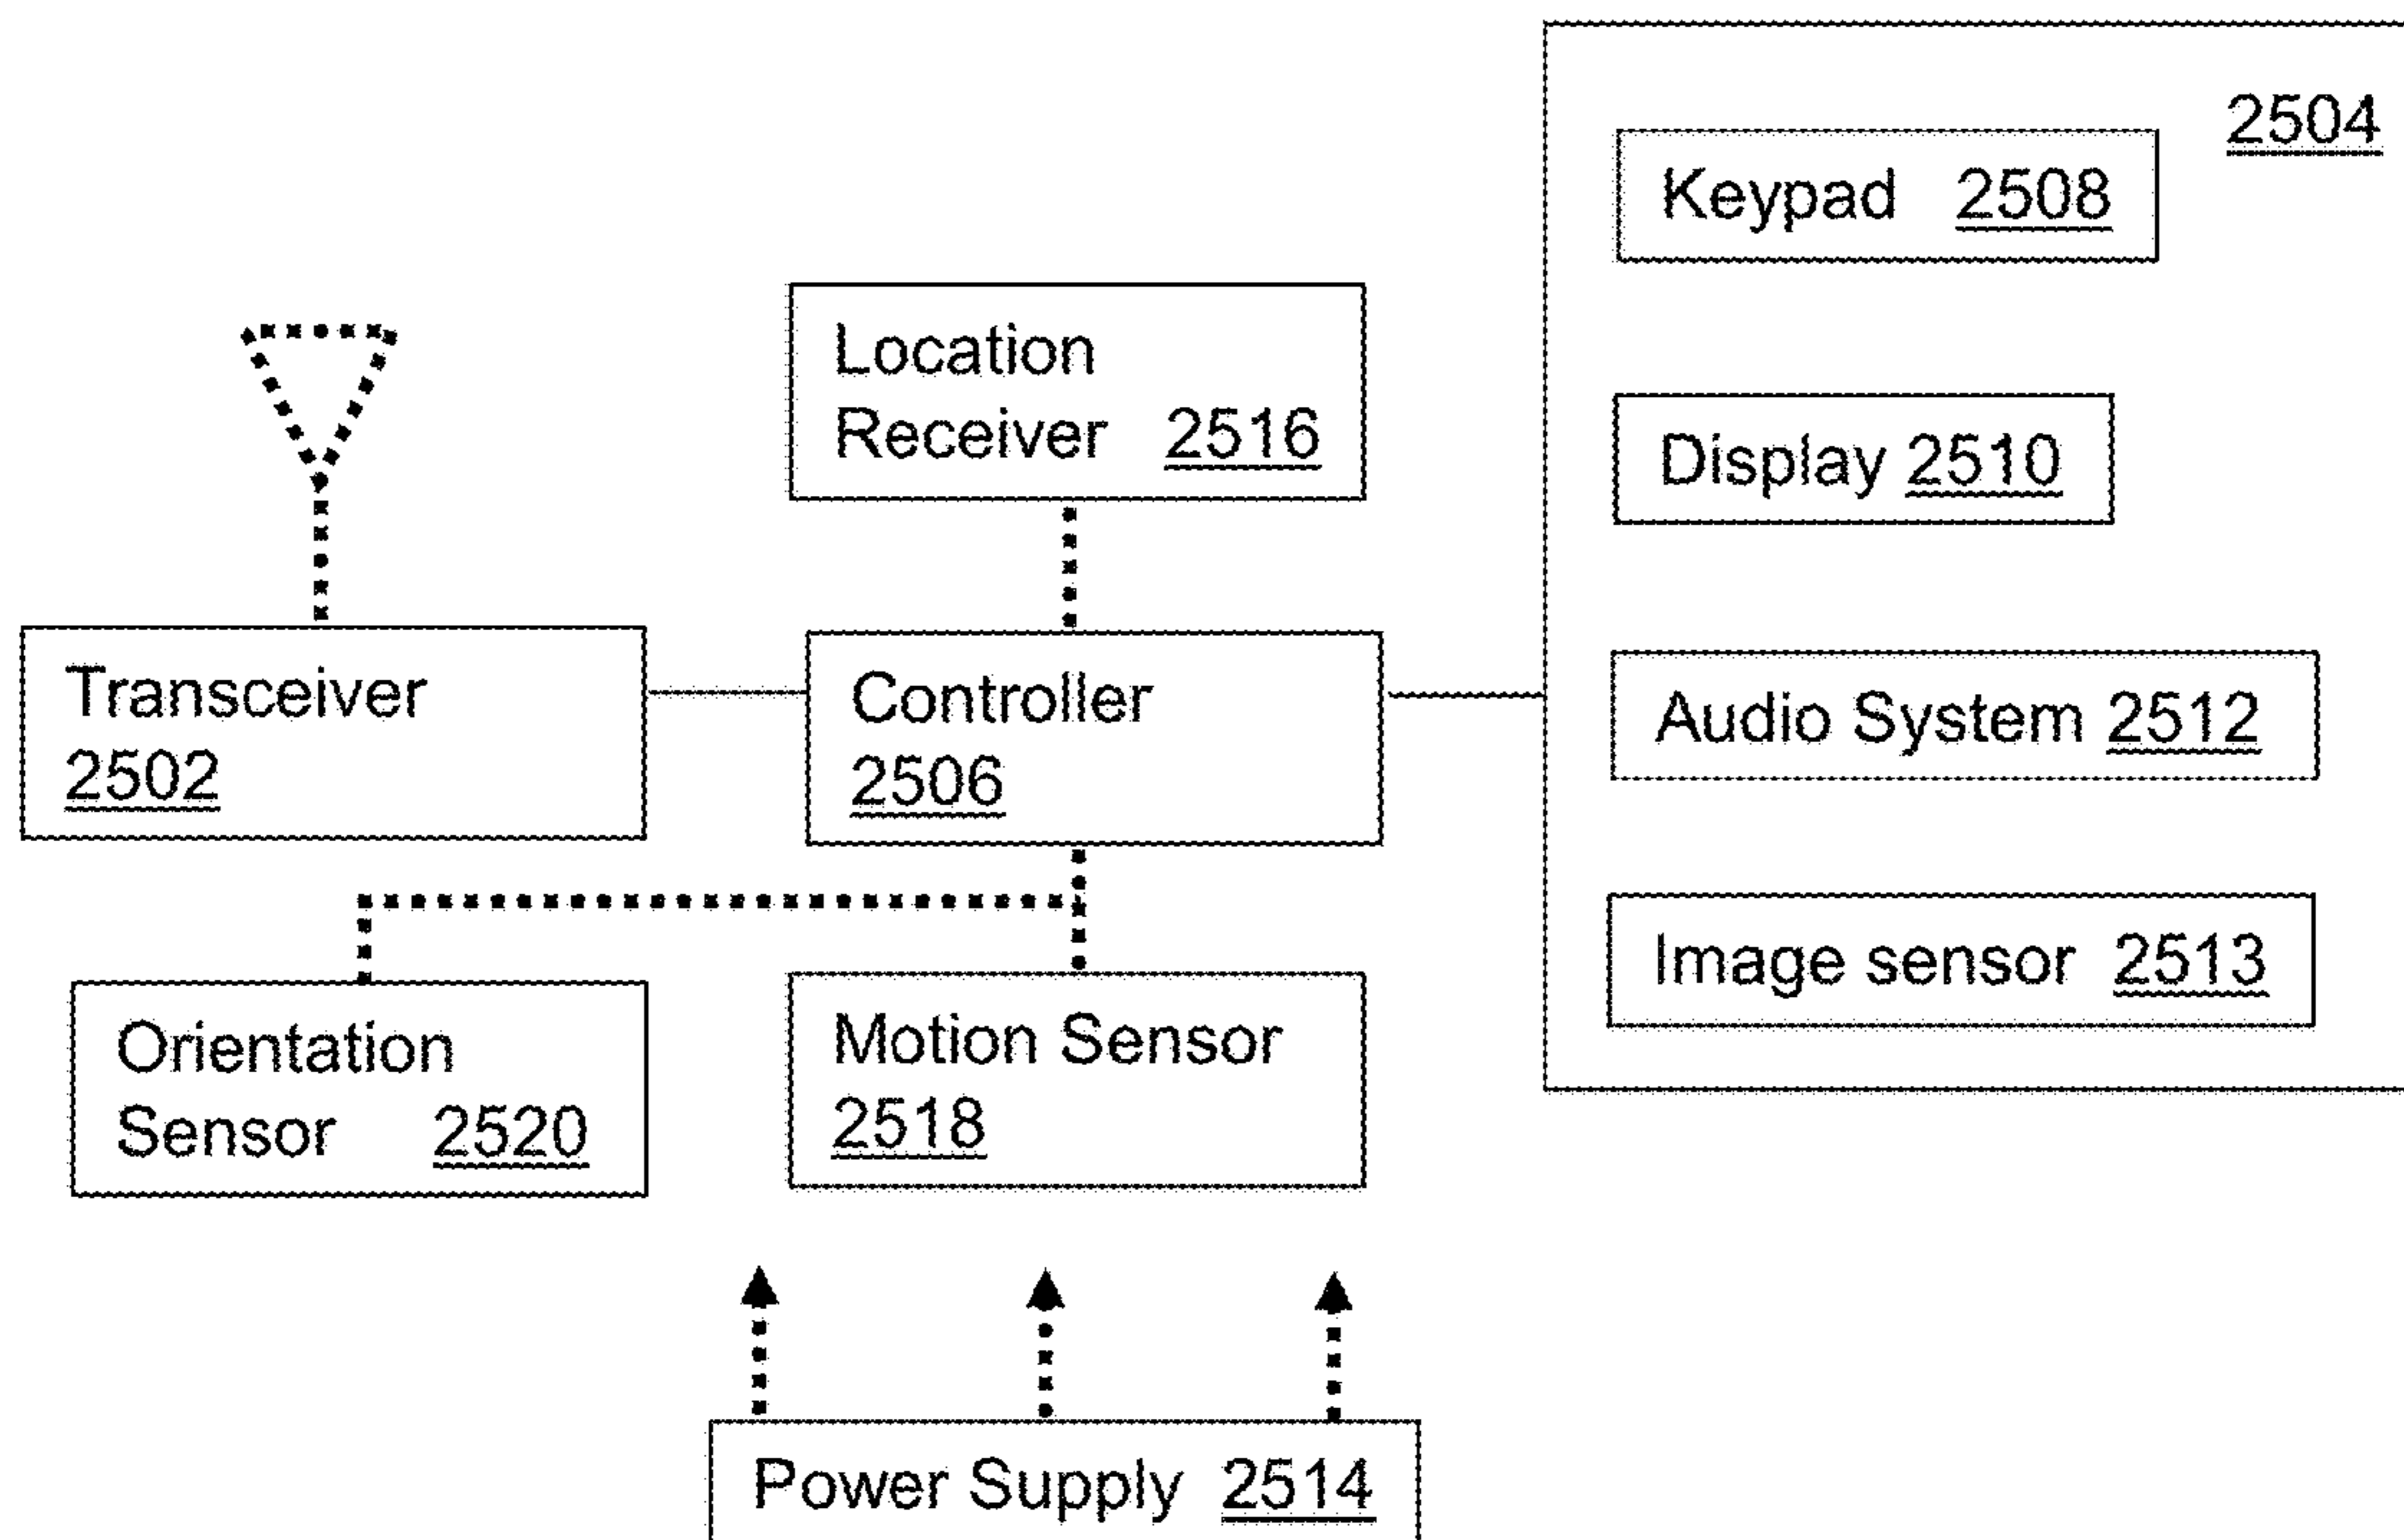 2504
Keypad 2508
Location
Receiver 2516
Display 2510
Transceiver
2502
Controller
2506
Audio System 2512
Image sensor 2513
Orientation
Sensor 2520
Motion Sensor
2518
Power Supply 2514